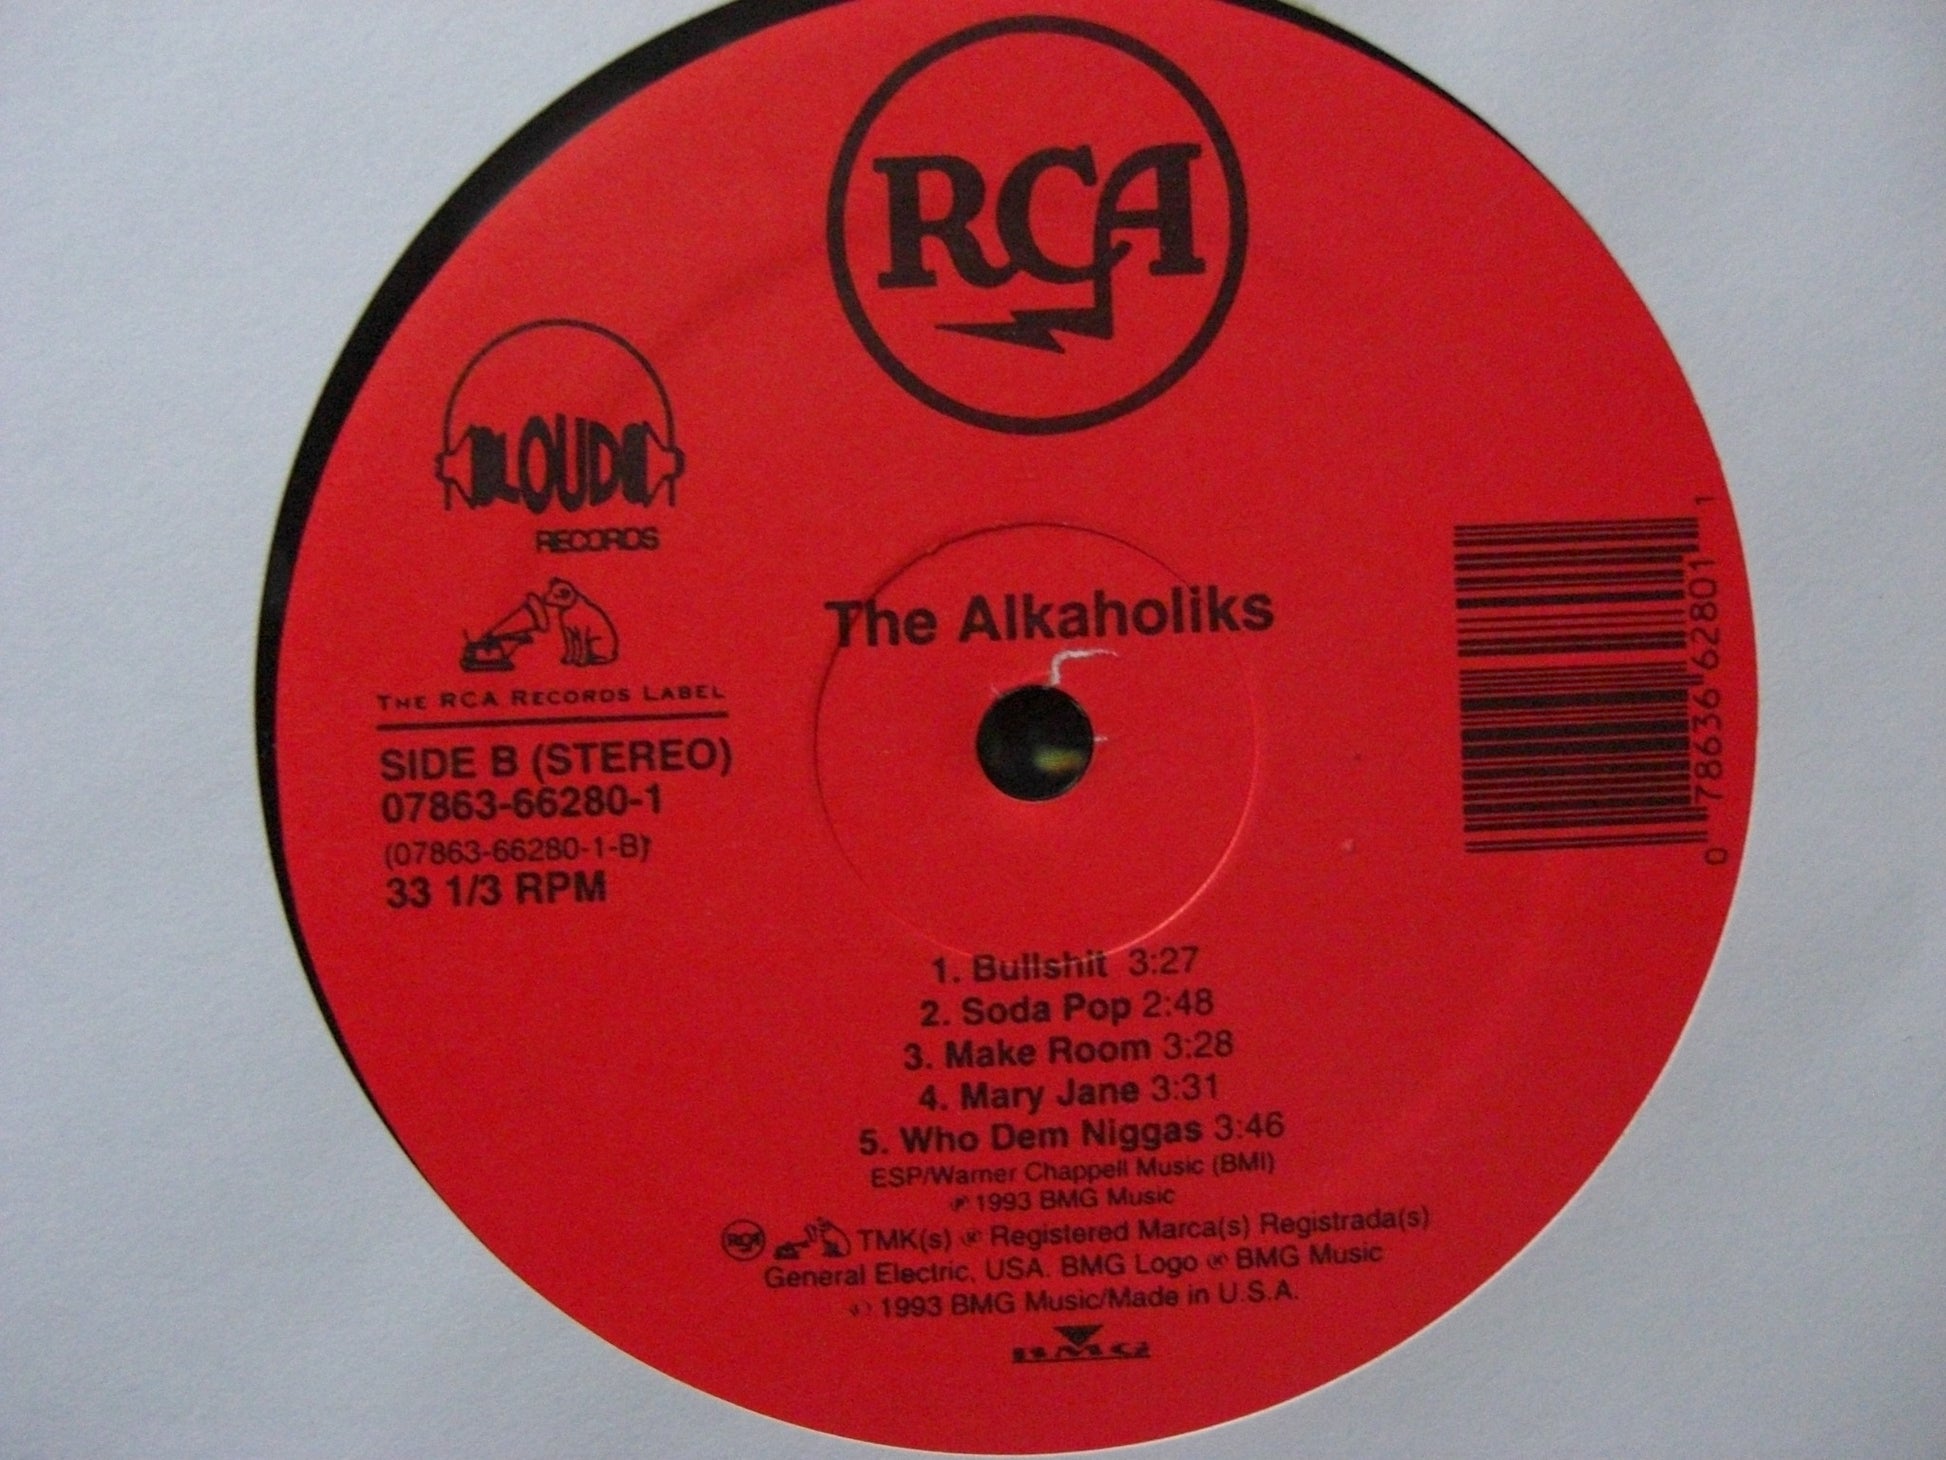 RCA
LOUD
RECORDS
THE RCA RECORDS LABEL
SIDE B (STEREO)
07863-66280-1
(07863-66280-1-B)
33 1/3 RPM
The Alkaholiks
0 78636 62801 1
1. Bullshit 3:27
2. Soda Pop 2:48
3. Make Room 3:28
4. Mary Jane 3:31
5. Who Dem Niggas 3:46
ESP/Warner Chappell Music (BMI)
℗ 1993 BMG Music
RCA TMK(s) ® Registered Marca(s) Registrada(s)
General Electric, USA. BMG Logo ® BMG Music
© 1993 BMG Music/Made in U.S.A.
BMG